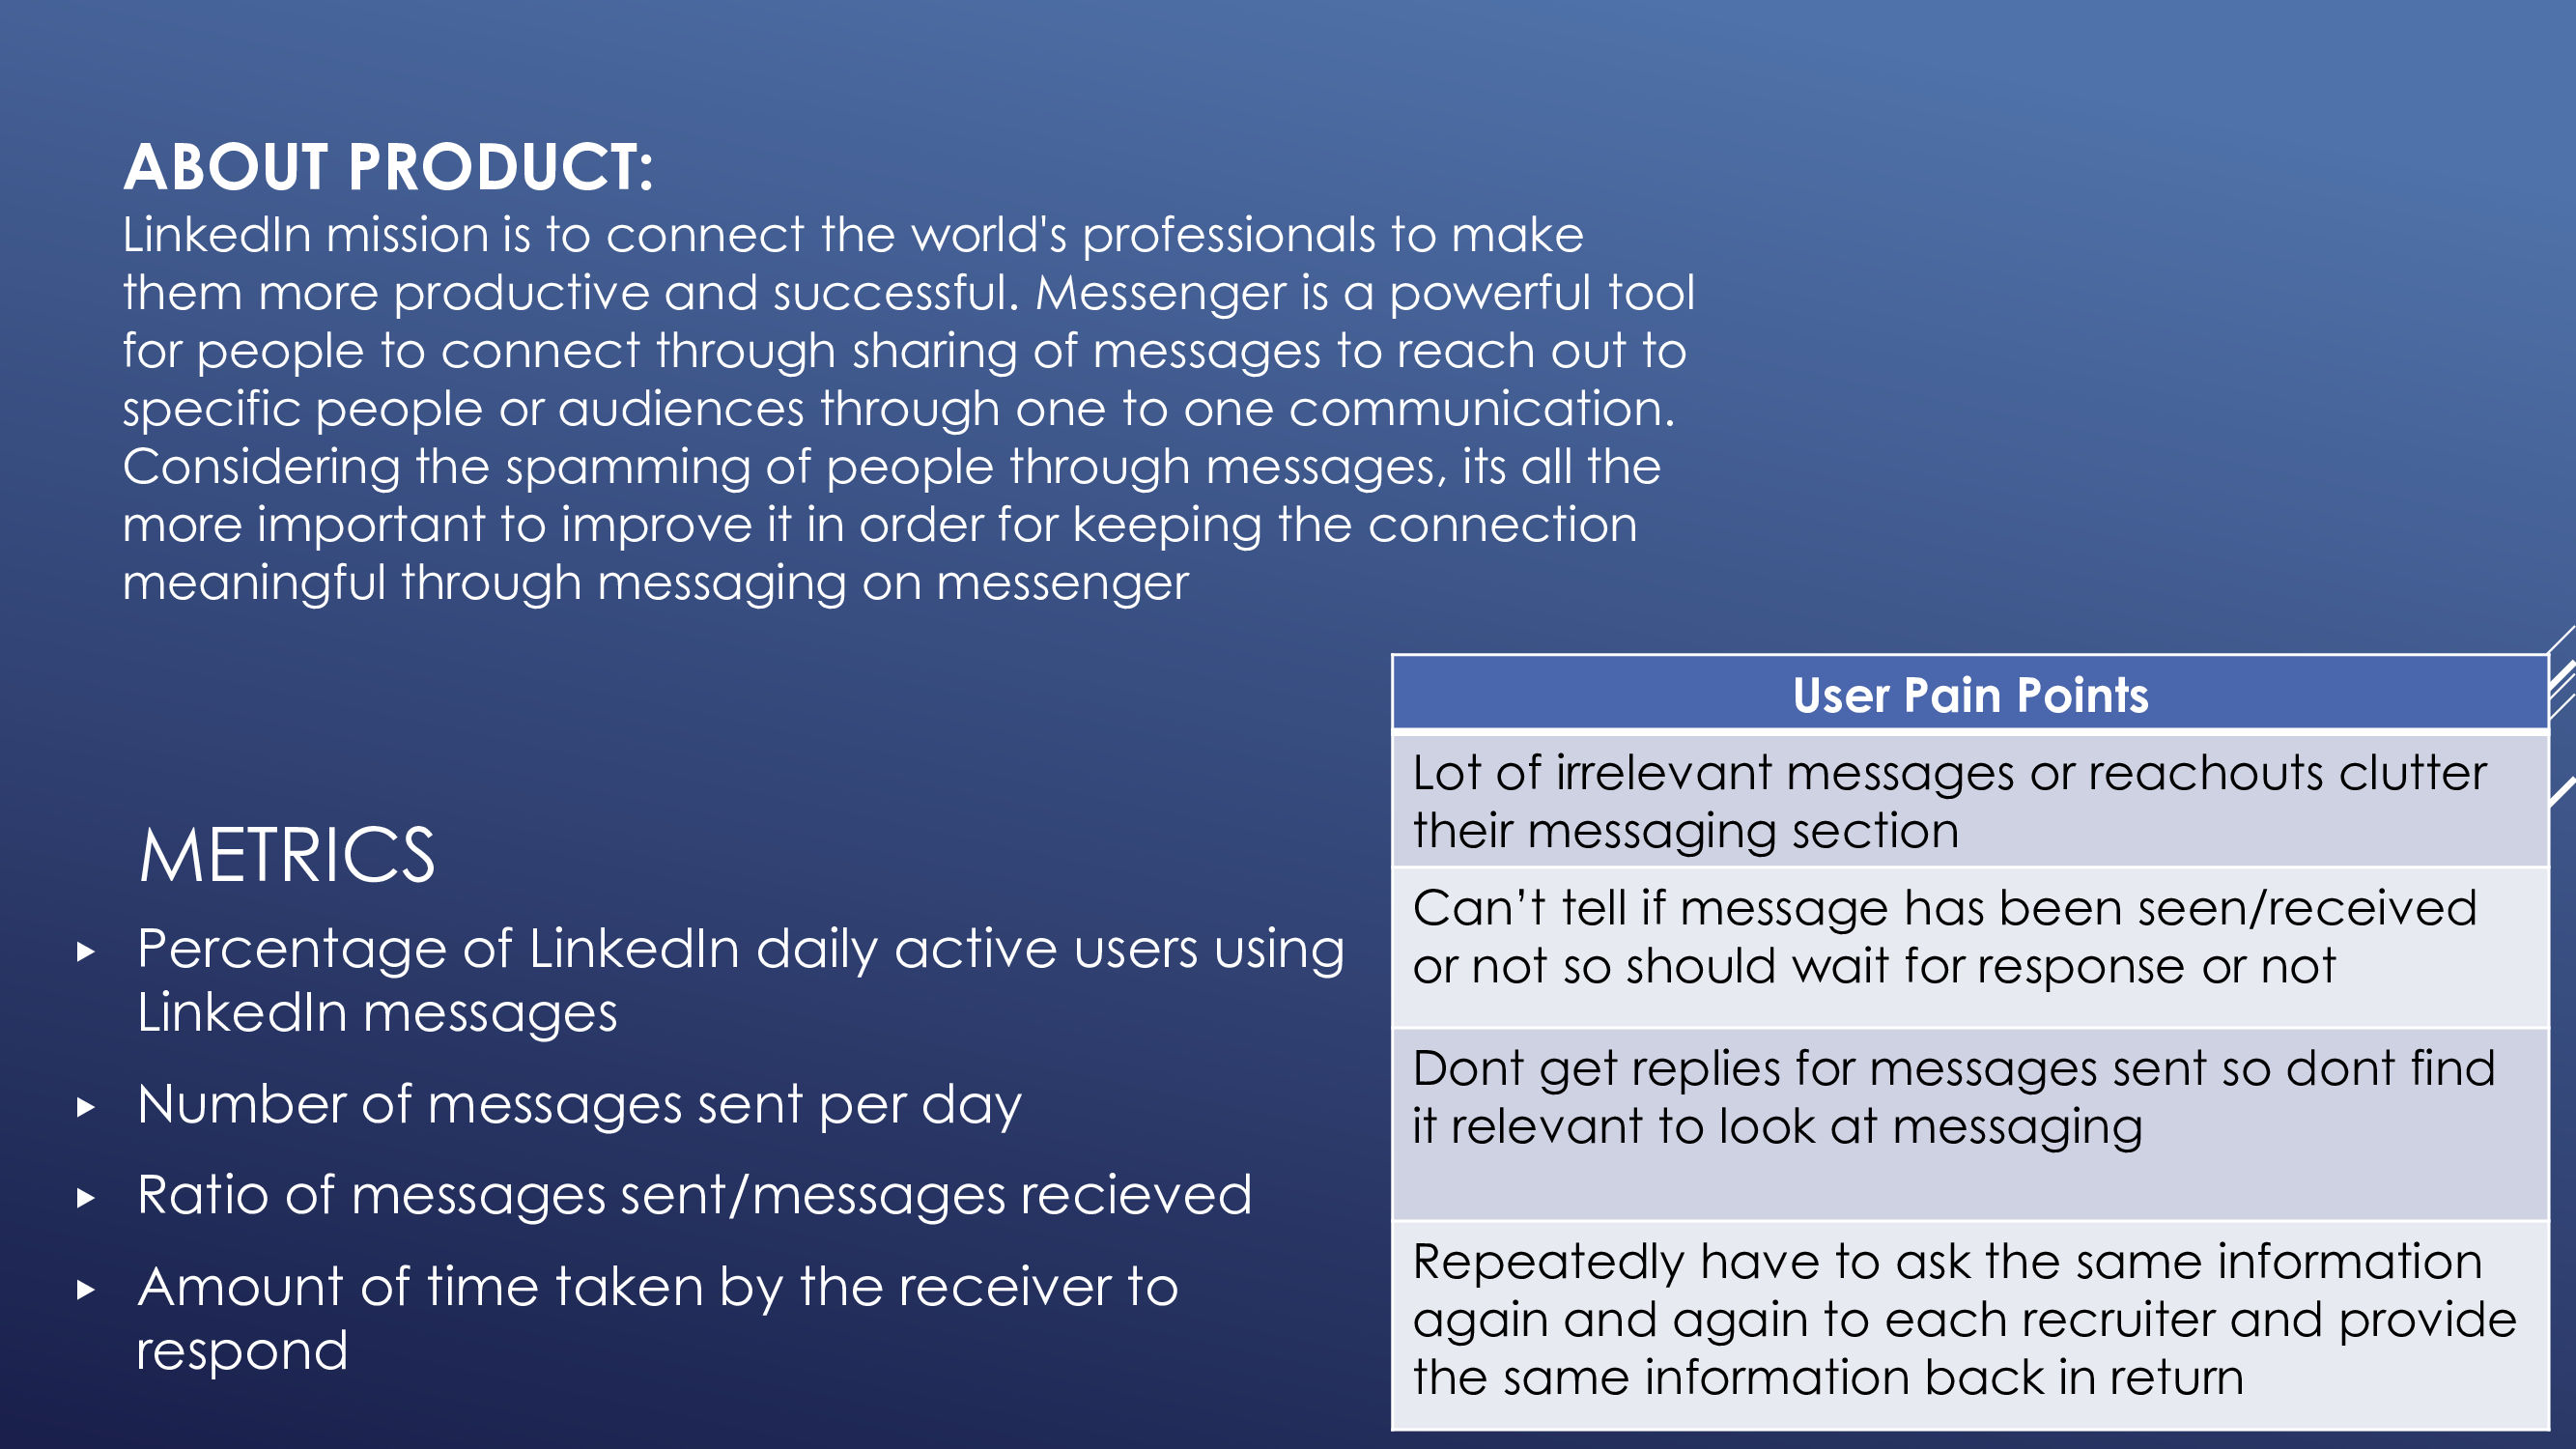 ABOUT PRODUCT:
LinkedIn mission is to connect the world's professionals to make
them more productive and successful. Messenger is a powerful tool
for people to connect through sharing of messages to reach out to
specific people or audiences through one to one communication.
Considering the spamming of people through messages, its all the
more important to improve it in order for keeping the connection
meaningful through messaging on messenger
METRICS
Percentage of LinkedIn daily active users using
LinkedIn messages
Number of messages sent per day
Ratio of messages sent/messages recieved
Amount of time taken by the receiver to
respond
User Pain Points
Lot of irrelevant messages or reachouts clutter
their messaging section
Can’t tell if message has been seen/received
or not so should wait for response or not
Dont get replies for messages sent so dont find
it relevant to look at messaging
Repeatedly have to ask the same information
again and again to each recruiter and provide
the same information back in return